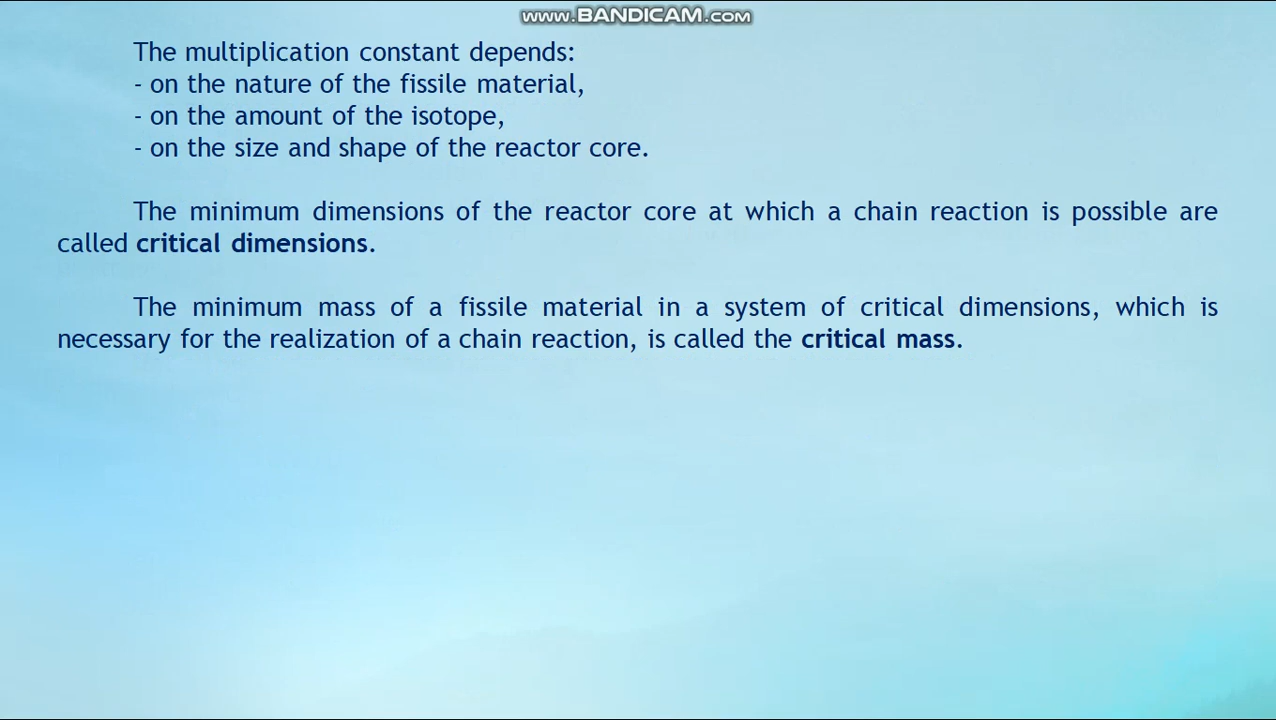 www.BANDICAM.com
The multiplication constant depends:
- on the nature of the fissile material,
- on the amount of the isotope,
- on the size and shape of the reactor core.
The minimum dimensions of the reactor core at which a chain reaction is possible are
called critical dimensions.
The minimum mass of a fissile material in a system of critical dimensions, which is
necessary for the realization of a chain reaction, is called the critical mass.